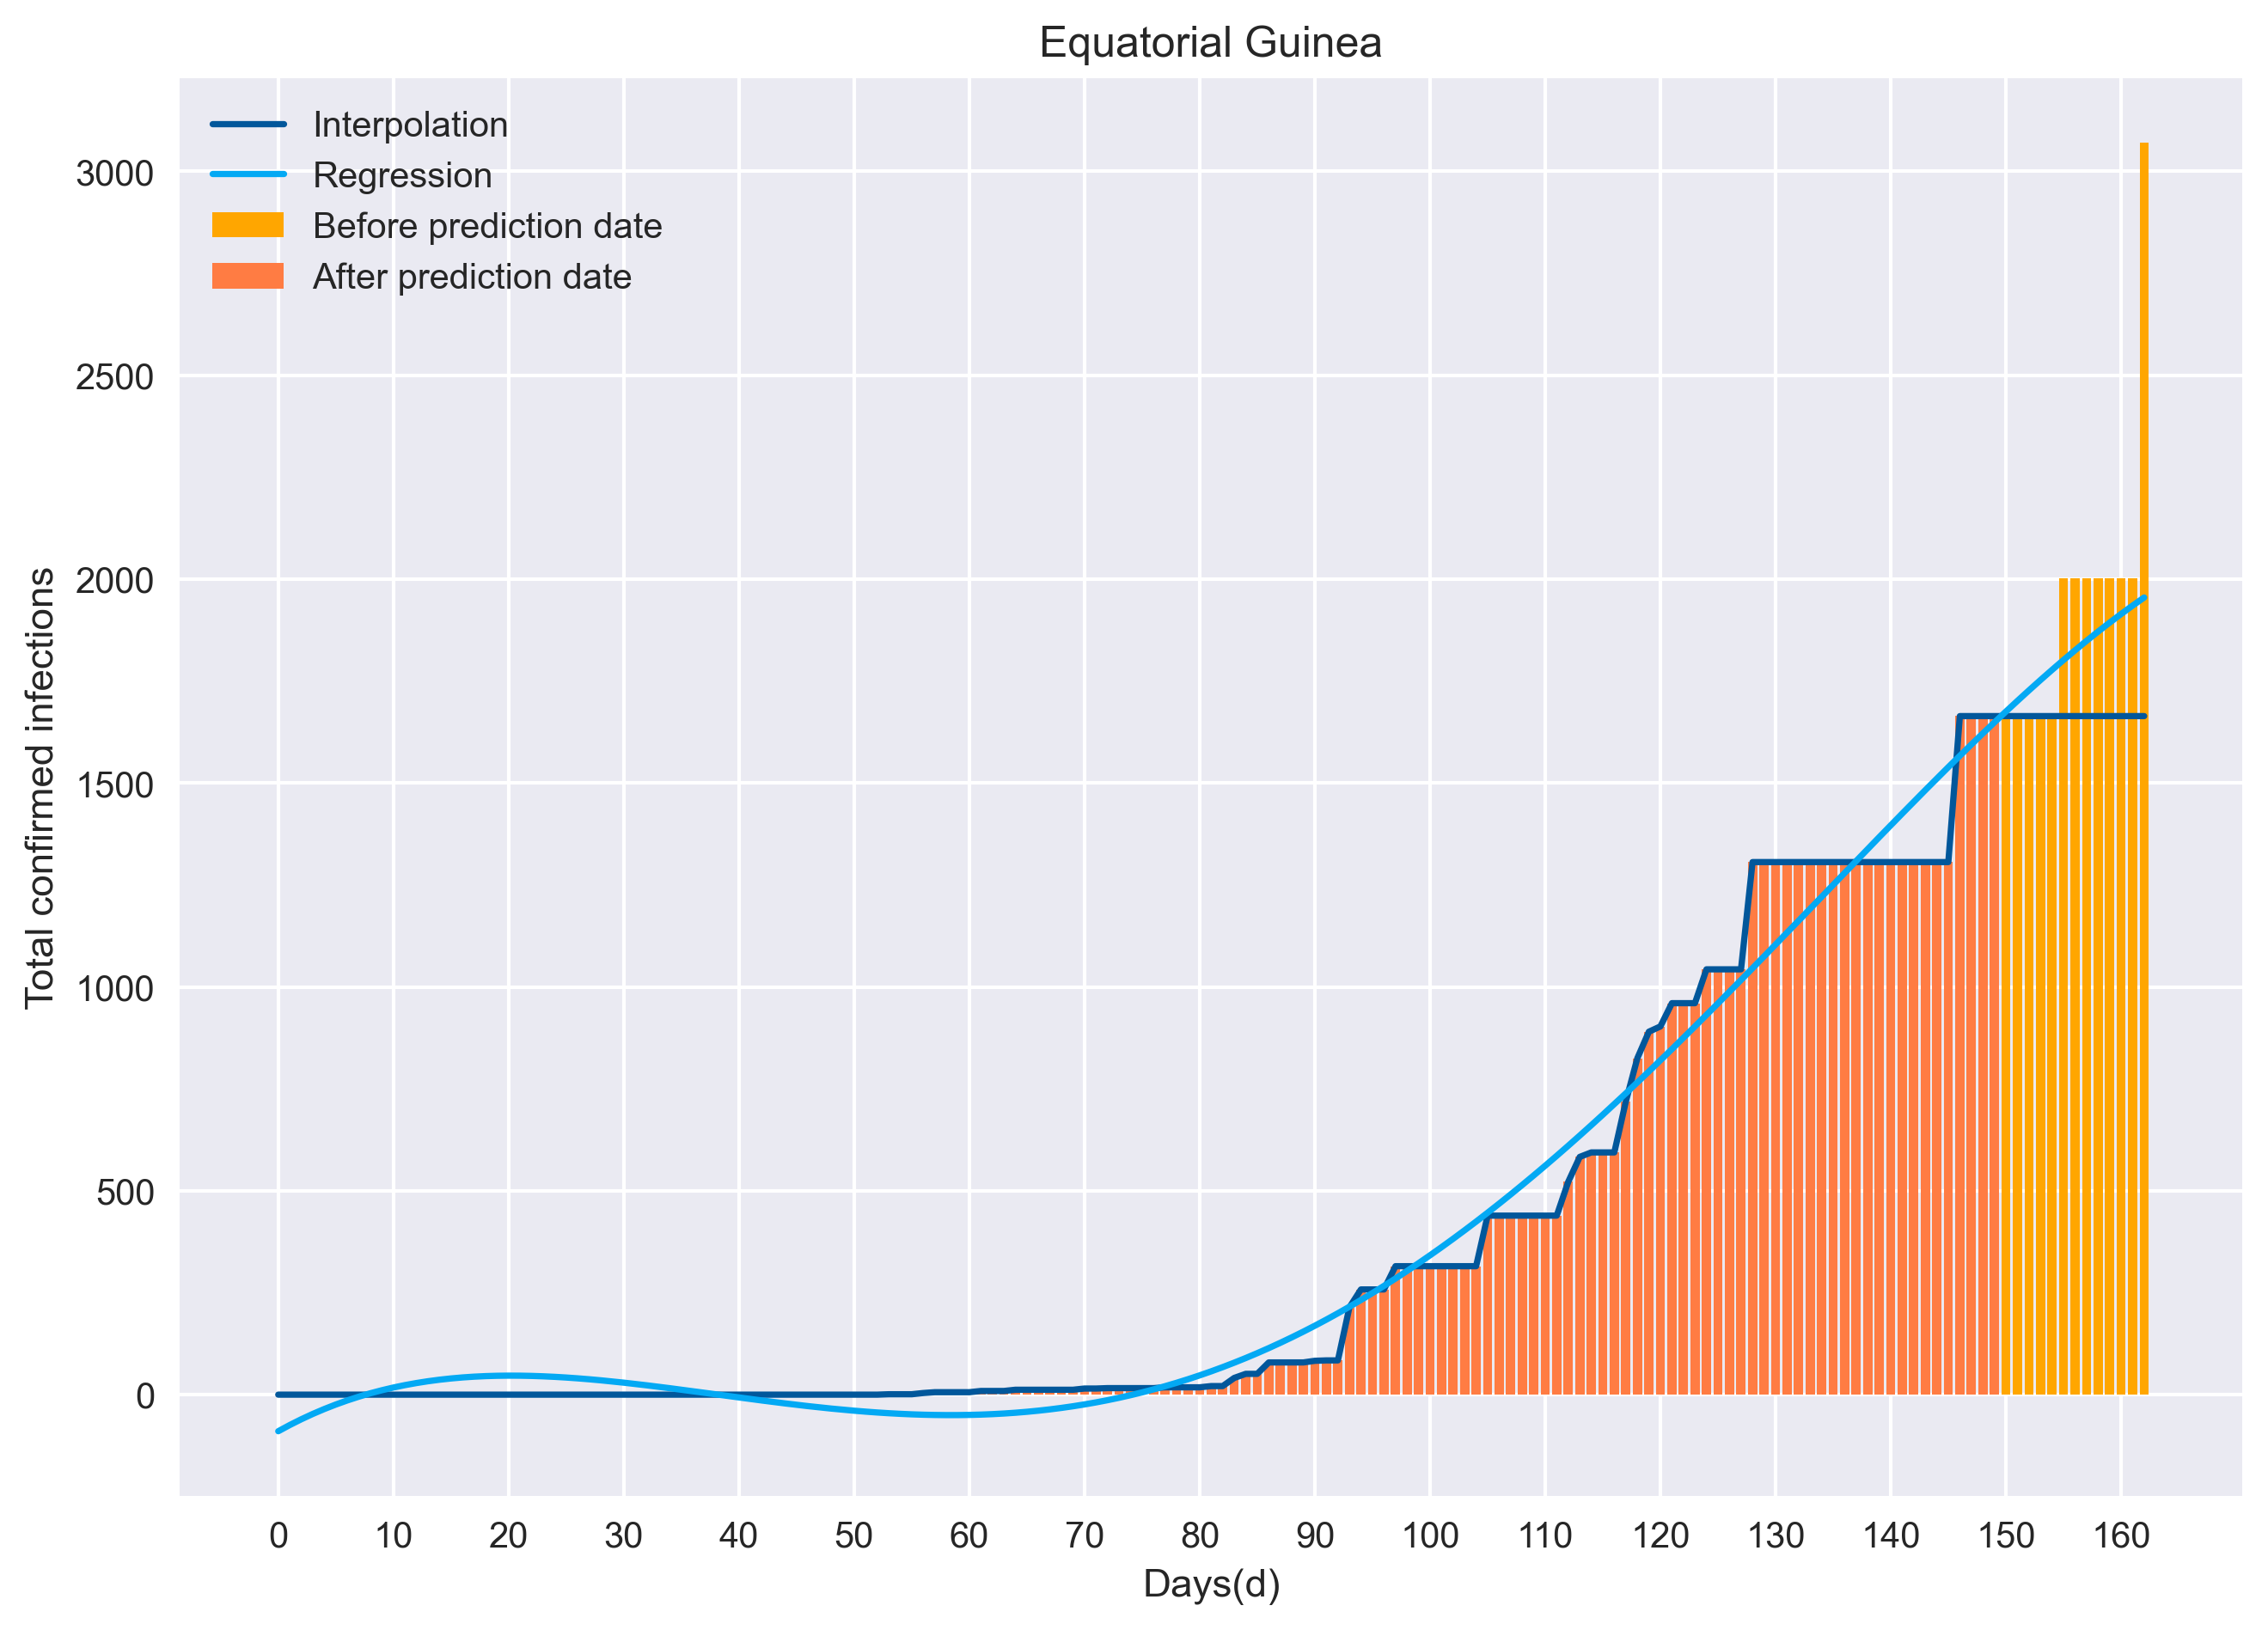 Equatorial Guinea
Interpolation
Regression
Before prediction date
After prediction date
3000
2500
2000
1500
1000
500
0
Total confirmed infections
0 10 20 30 40 50 60 70 80 90 100 110 120 130 140 150 160
Days(d)